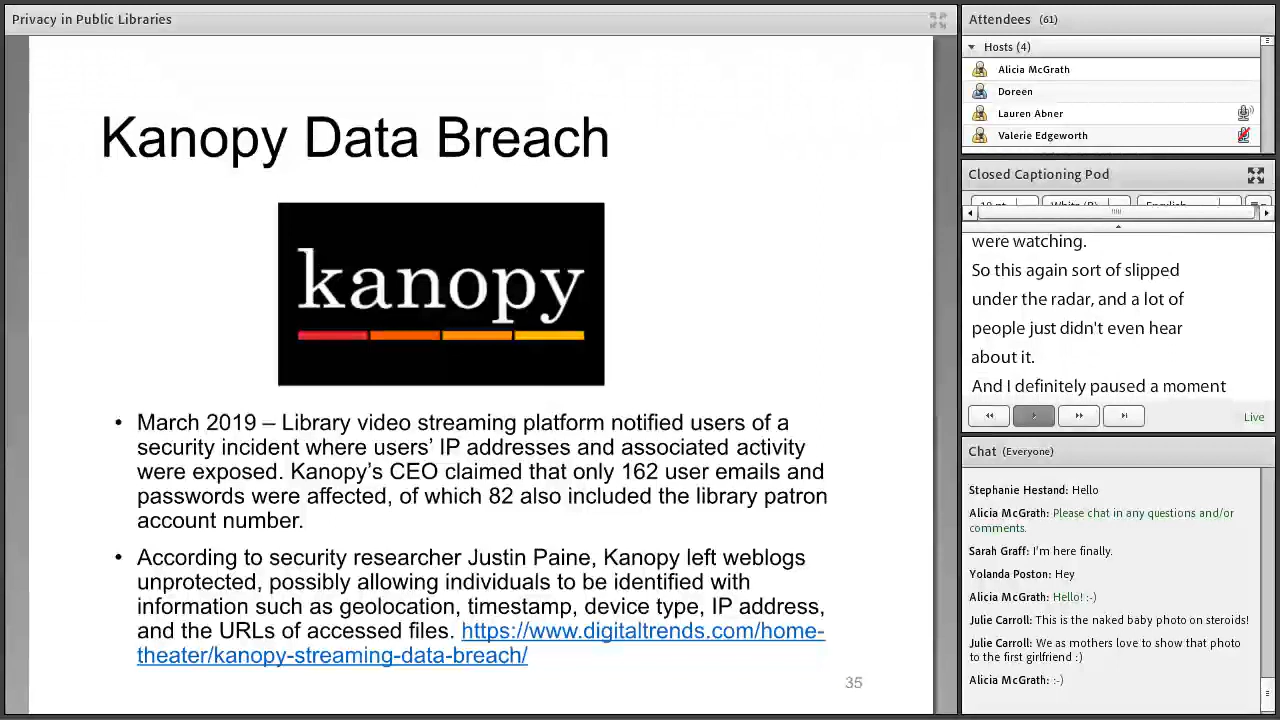 Privacy in Public Libraries
Kanopy Data Breach
kanopy
• March 2019 – Library video streaming platform notified users of a
security incident where users’ IP addresses and associated activity
were exposed. Kanopy’s CEO claimed that only 162 user emails and
passwords were affected, of which 82 also included the library patron
account number.
• According to security researcher Justin Paine, Kanopy left weblogs
unprotected, possibly allowing individuals to be identified with
information such as geolocation, timestamp, device type, IP address,
and the URLs of accessed files. https://www.digitaltrends.com/home-
theater/kanopy-streaming-data-breach/
35
Attendees (61)
Hosts (4)
Alicia McGrath
Doreen
Lauren Abner
Valerie Edgeworth
Closed Captioning Pod
were watching.
So this again sort of slipped
under the radar, and a lot of
people just didn't even hear
about it.
And I definitely paused a moment
Live
Chat (Everyone)
Stephanie Hestand: Hello
Alicia McGrath: Please chat in any questions and/or
comments.
Sarah Graff: I'm here finally.
Yolanda Poston: Hey
Alicia McGrath: Hello! :-)
Julie Carroll: This is the naked baby photo on steroids!
Julie Carroll: We as mothers love to show that photo
to the first girlfriend :)
Alicia McGrath: :-)